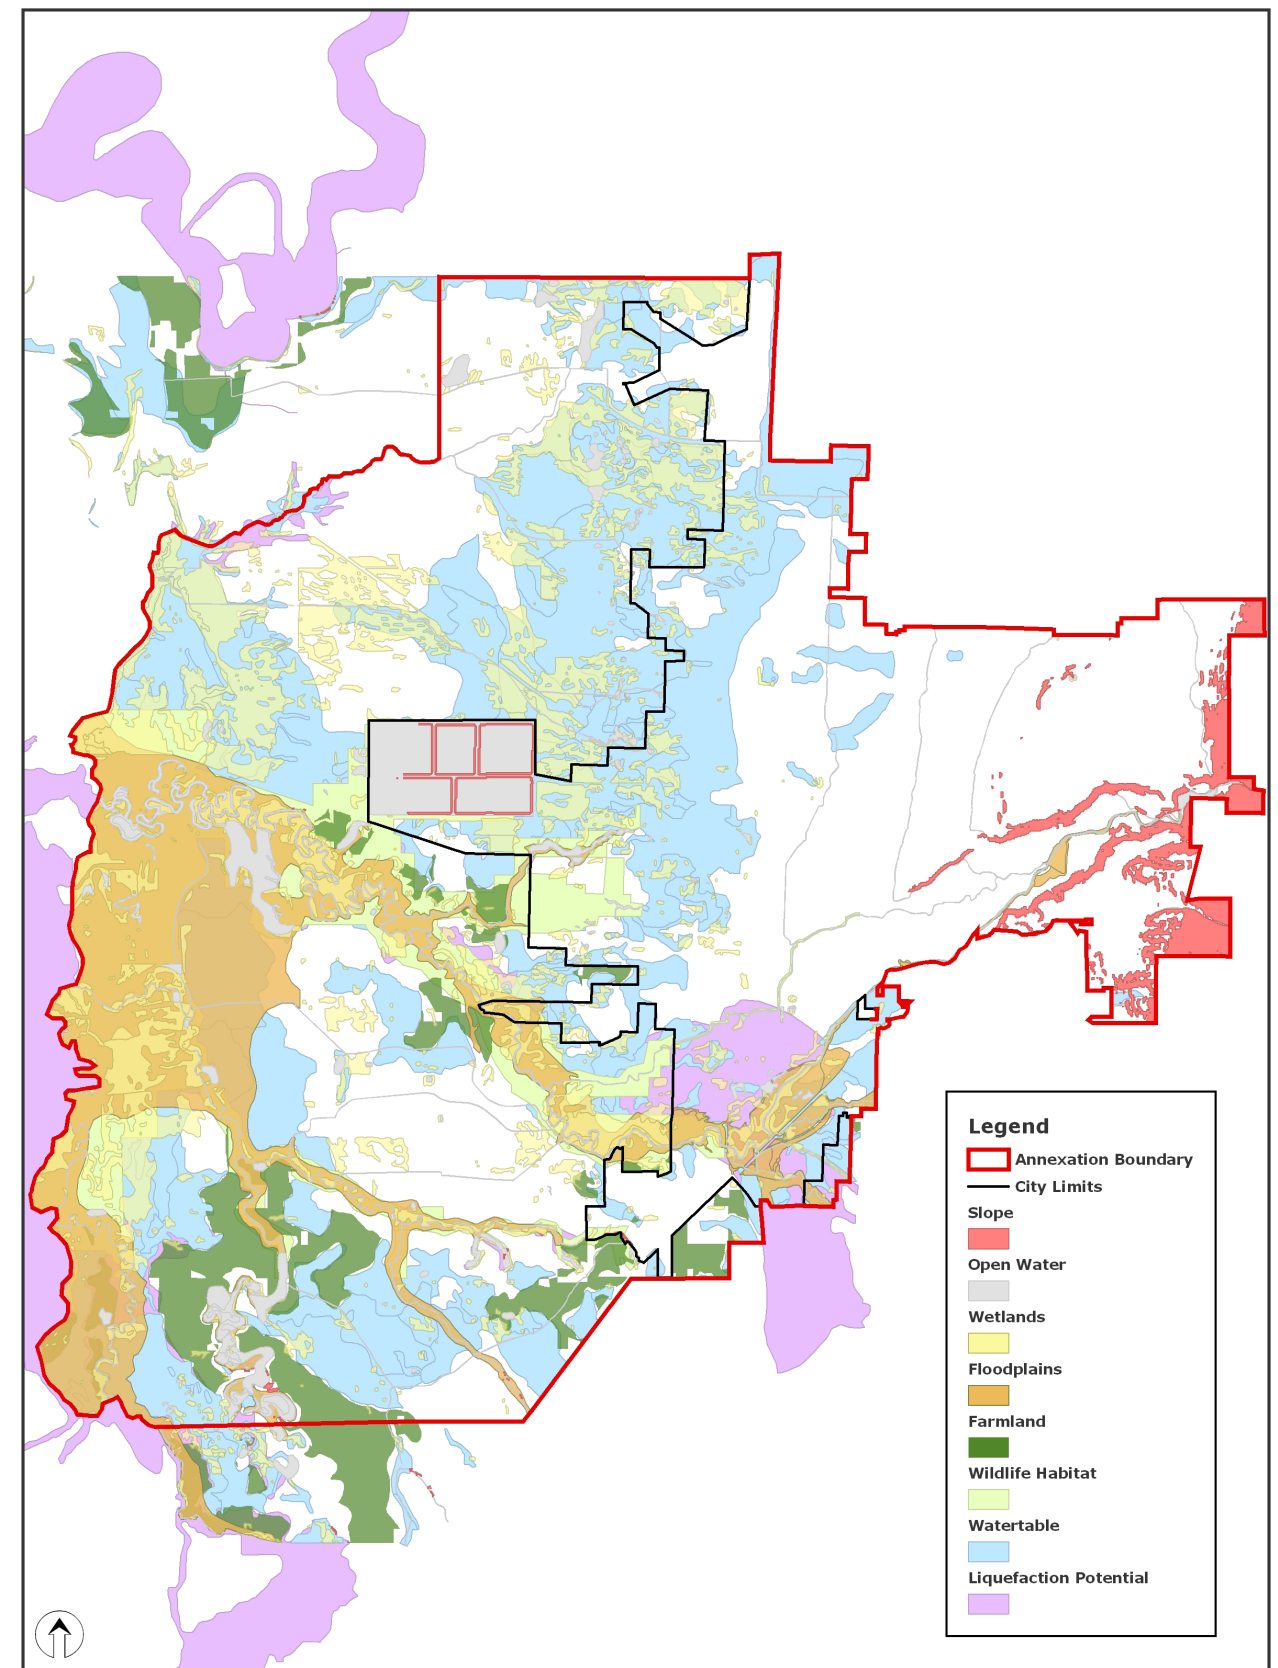 Legend
Annexation Boundary
City Limits
Slope
Open Water
Wetlands
Floodplains
Farmland
Wildlife Habitat
Watertable
Liquefaction Potential